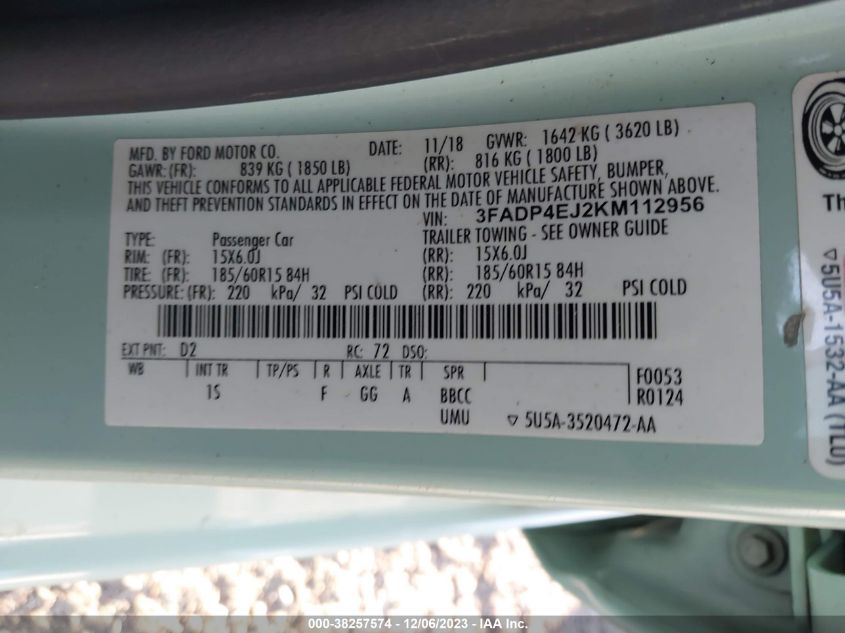 MFD. BY FORD MOTOR CO. DATE: 11/18 GVWR: 1642 KG ( 3620 LB)
GAWR: (FR): 839 KG ( 1850 LB) (RR): 816 KG ( 1800 LB)
THIS VEHICLE CONFORMS TO ALL APPLICABLE FEDERAL MOTOR VEHICLE SAFETY, BUMPER,
AND THEFT PREVENTION STANDARDS IN EFFECT ON THE DATE OF MANUFACTURE SHOWN ABOVE.
VIN: 3FADP4EJ2KM112956
TYPE: Passenger Car TRAILER TOWING - SEE OWNER GUIDE
RIM: (FR): 15X6.0J (RR): 15X6.0J
TIRE: (FR): 185/60R15 84H (RR): 185/60R15 84H
PRESSURE: (FR): 220 kPa/ 32 PSI COLD (RR): 220 kPa/ 32 PSI COLD
EXT PNT: D2 RC: 72 DSO:
WB INT TR TP/PS R AXLE TR SPR F0053
1S F GG A BBCC R0124
UMU ▽ 5U5A-3520472-AA
Th
▽5U5A-1532-AA (TLD)
000-38257574 - 12/06/2023 - IAA Inc.